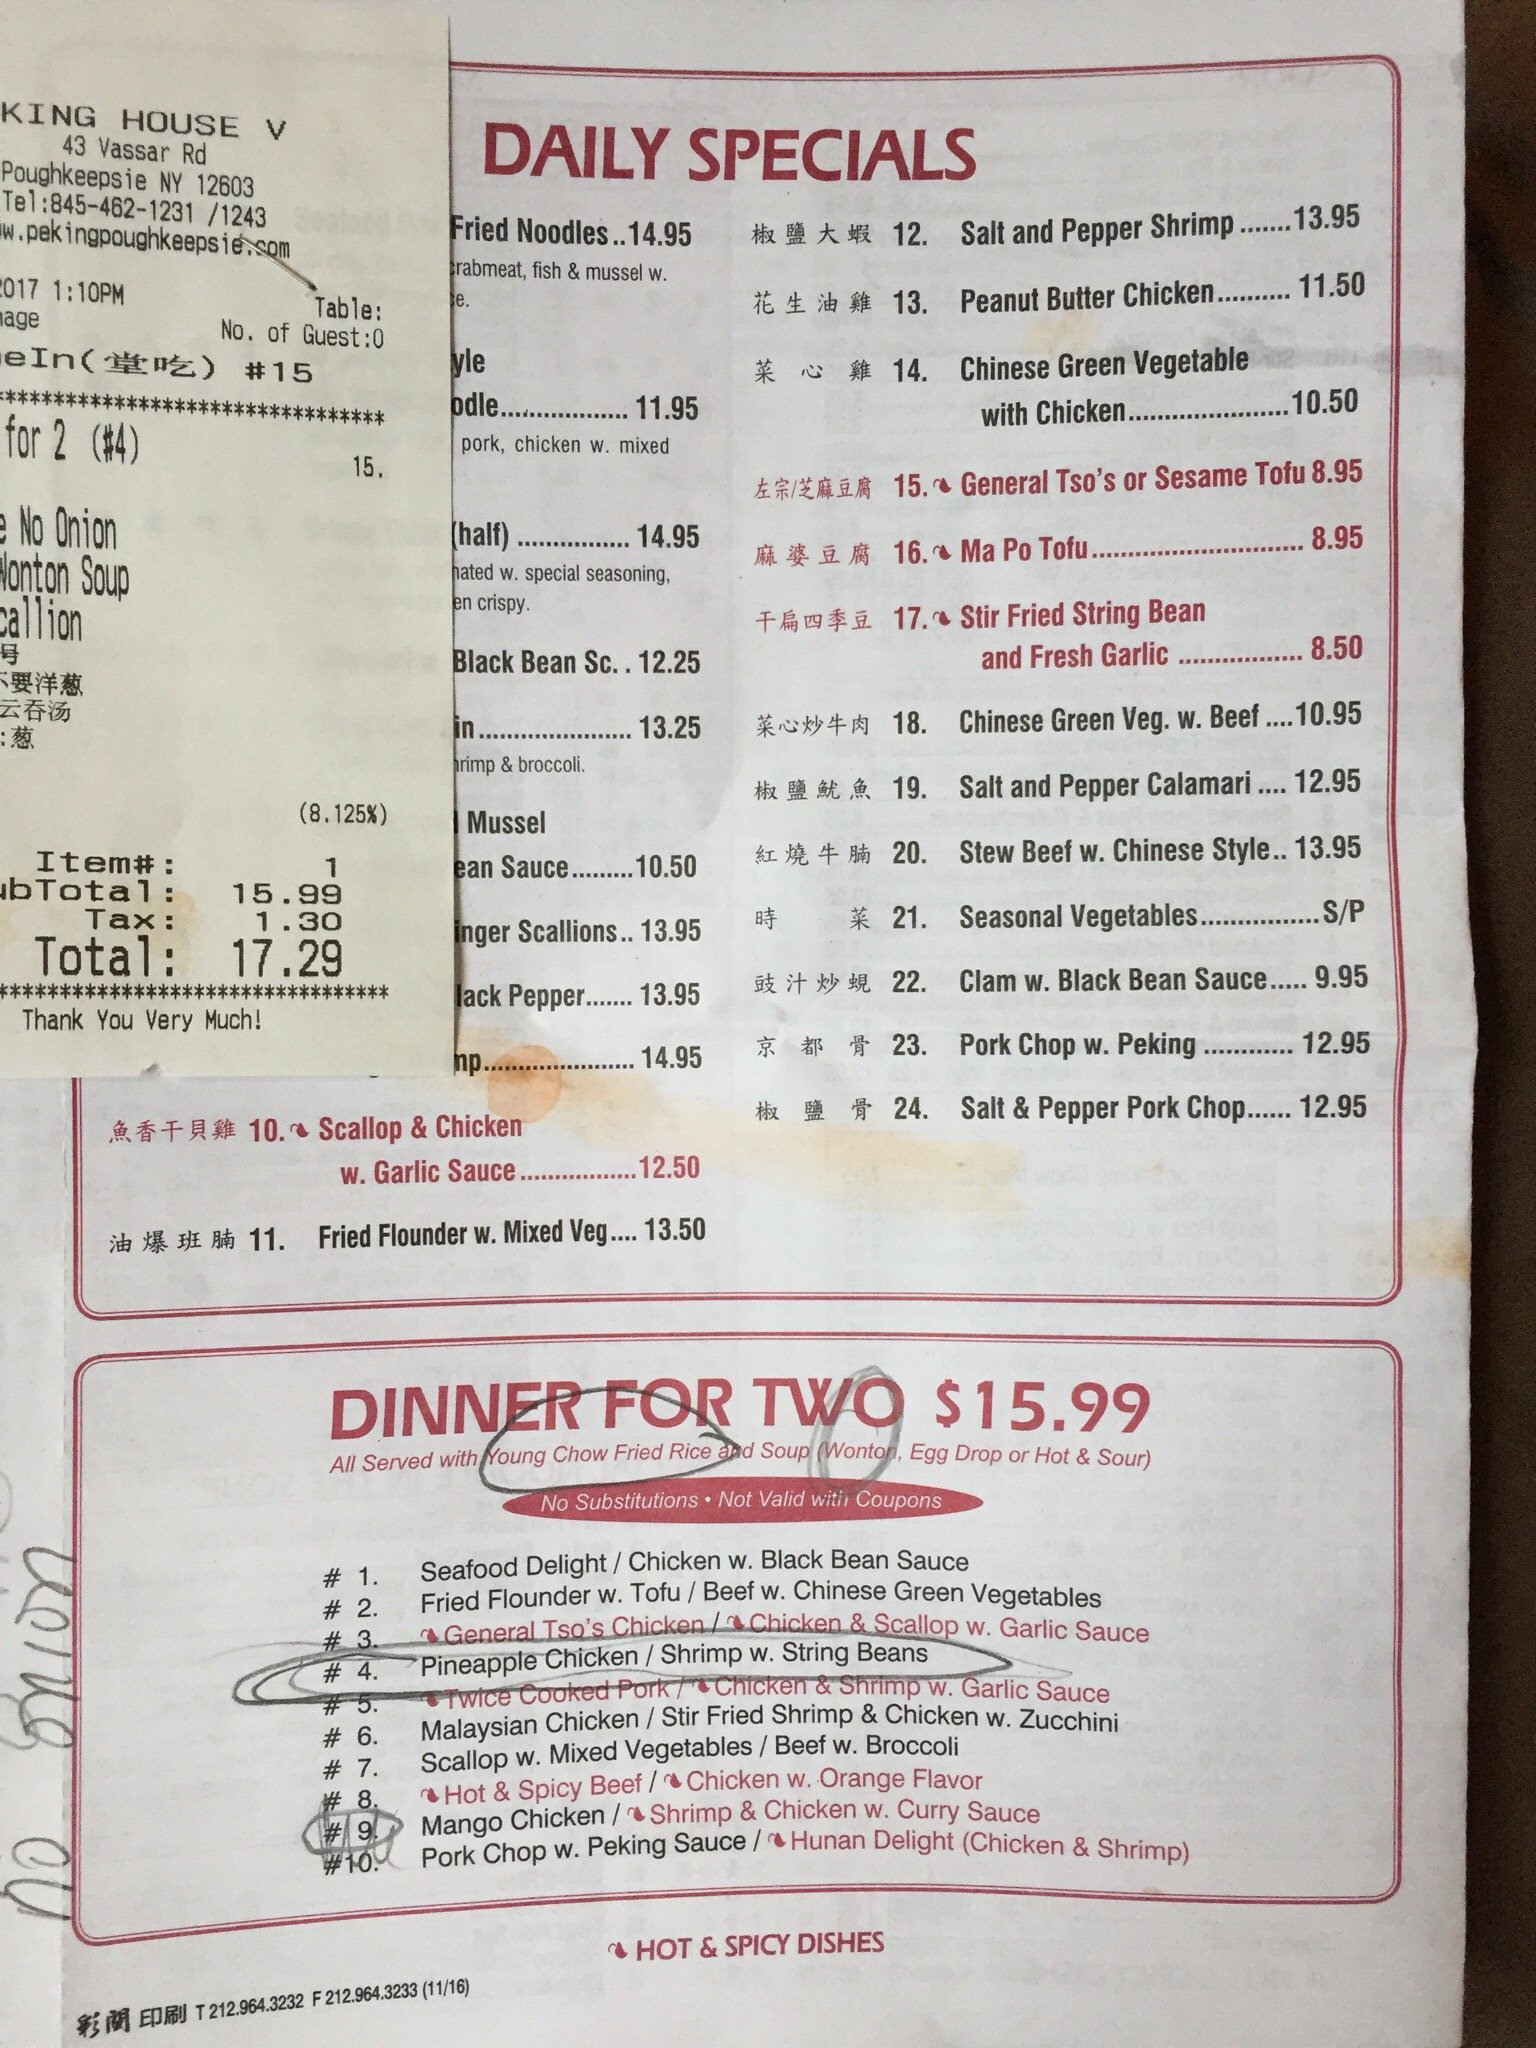 KING HOUSE V
43 Vassar Rd
Poughkeepsie NY 12603
Tel:845-462-1231 /1243
w.pekingpoughkeepsie.com
2017 1:10PM
Table:
No. of Guest:0
eIn(堂吃) #15
*********************************
for 2 (#4)
15.
No Onion
Wonton Soup
callion
号
不要洋葱
云吞汤
:葱
(8.125%)
Item#: 1
ubTotal: 15.99
Tax: 1.30
Total: 17.29
*********************************
Thank You Very Much!
DAILY SPECIALS
Fried Noodles..14.95
crabmeat, fish & mussel w.
e.
yle
odle.................. 11.95
pork, chicken w. mixed
(half) ................ 14.95
nated w. special seasoning,
en crispy.
Black Bean Sc. . 12.25
in...................... 13.25
hrimp & broccoli.
Mussel
ean Sauce.........10.50
inger Scallions.. 13.95
lack Pepper....... 13.95
mp...................... 14.95
魚香干貝雞 10. Scallop & Chicken
w. Garlic Sauce.................12.50
油爆班腩 11. Fried Flounder w. Mixed Veg.... 13.50
椒鹽大蝦 12. Salt and Pepper Shrimp .......13.95
花生油雞 13. Peanut Butter Chicken.......... 11.50
菜心雞 14. Chinese Green Vegetable
with Chicken.......................10.50
左宗/芝麻豆腐 15. General Tso's or Sesame Tofu 8.95
麻婆豆腐 16. Ma Po Tofu.............................. 8.95
干扁四季豆 17. Stir Fried String Bean
and Fresh Garlic .................. 8.50
菜心炒牛肉 18. Chinese Green Veg. w. Beef ....10.95
椒鹽魷魚 19. Salt and Pepper Calamari .... 12.95
紅燒牛腩 20. Stew Beef w. Chinese Style.. 13.95
時菜 21. Seasonal Vegetables.................S/P
豉汁炒蜆 22. Clam w. Black Bean Sauce..... 9.95
京都骨 23. Pork Chop w. Peking ............ 12.95
椒鹽骨 24. Salt & Pepper Pork Chop...... 12.95
DINNER FOR TWO $15.99
All Served with Young Chow Fried Rice and Soup (Wonton, Egg Drop or Hot & Sour)
No Substitutions • Not Valid with Coupons
# 1. Seafood Delight / Chicken w. Black Bean Sauce
# 2. Fried Flounder w. Tofu / Beef w. Chinese Green Vegetables
# 3. General Tso's Chicken / Chicken & Scallop w. Garlic Sauce
# 4. Pineapple Chicken / Shrimp w. String Beans
# 5. Twice Cooked Pork / Chicken & Shrimp w. Garlic Sauce
# 6. Malaysian Chicken / Stir Fried Shrimp & Chicken w. Zucchini
# 7. Scallop w. Mixed Vegetables / Beef w. Broccoli
# 8. Hot & Spicy Beef / Chicken w. Orange Flavor
# 9. Mango Chicken / Shrimp & Chicken w. Curry Sauce
#10. Pork Chop w. Peking Sauce / Hunan Delight (Chicken & Shrimp)
HOT & SPICY DISHES
印刷 T 212.964.3232 F 212.964.3233 (11/16)